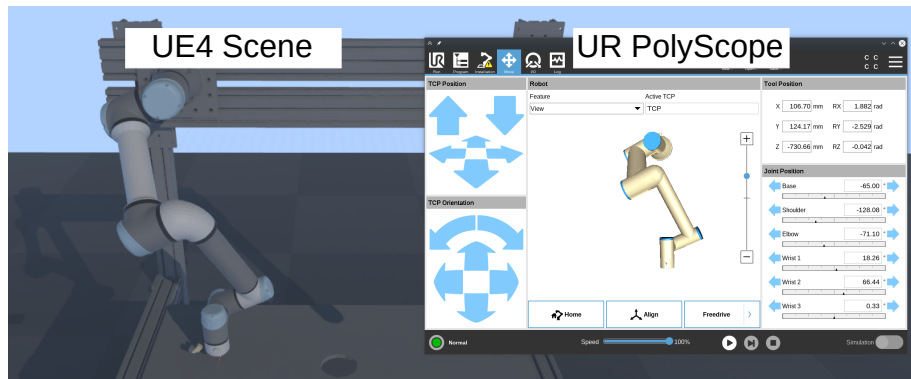 UE4 Scene
UR PolyScope
Run Program Installation Move I/O Log
C C
C C
TCP Position
Robot
Tool Position
Feature
Active TCP
View
TCP
X 106.70 mm RX 1.882 rad
Y 124.17 mm RY -2.529 rad
Z -730.66 mm RZ -0.042 rad
Joint Position
Base -65.00 °
Shoulder -128.08 °
TCP Orientation
Elbow -71.10 °
Wrist 1 18.26 °
Wrist 2 66.44 °
Wrist 3 0.33 °
Home
Align
Freedrive
Normal
Speed 100%
Simulation